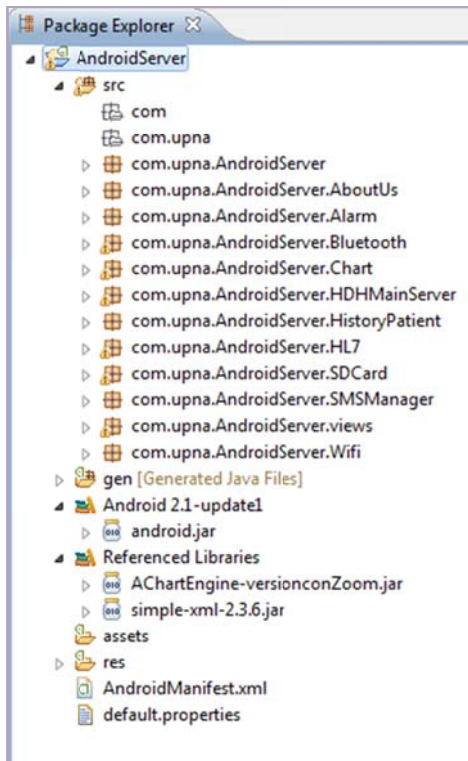 Package Explorer
AndroidServer
src
com
com.upna
com.upna.AndroidServer
com.upna.AndroidServer.AboutUs
com.upna.AndroidServer.Alarm
com.upna.AndroidServer.Bluetooth
com.upna.AndroidServer.Chart
com.upna.AndroidServer.HDHMainServer
com.upna.AndroidServer.HistoryPatient
com.upna.AndroidServer.HL7
com.upna.AndroidServer.SDCard
com.upna.AndroidServer.SMSManager
com.upna.AndroidServer.views
com.upna.AndroidServer.Wifi
gen [Generated Java Files]
Android 2.1-update1
android.jar
Referenced Libraries
AChartEngine-versionconZoom.jar
simple-xml-2.3.6.jar
assets
res
AndroidManifest.xml
default.properties